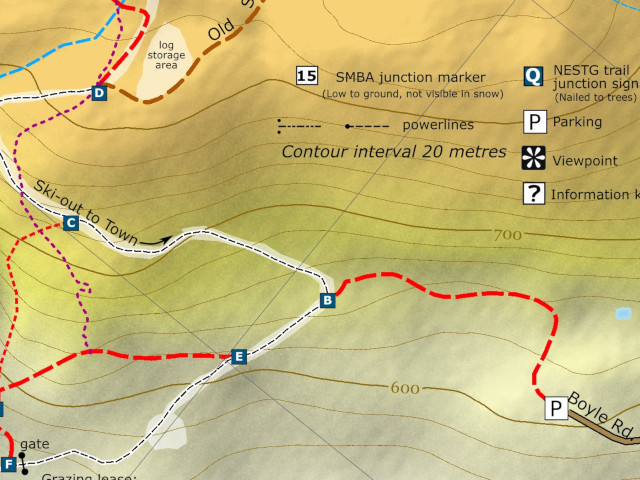 Old S
log
storage
area
D
15 SMBA junction marker
(Low to ground, not visible in snow)
powerlines
Contour interval 20 metres
Q NESTG trail
junction sign
(Nailed to trees)
P Parking
Viewpoint
? Information k
Ski-out to Town
C
700
B
E
600
P Boyle Rd.
gate
F
Grazing lease: